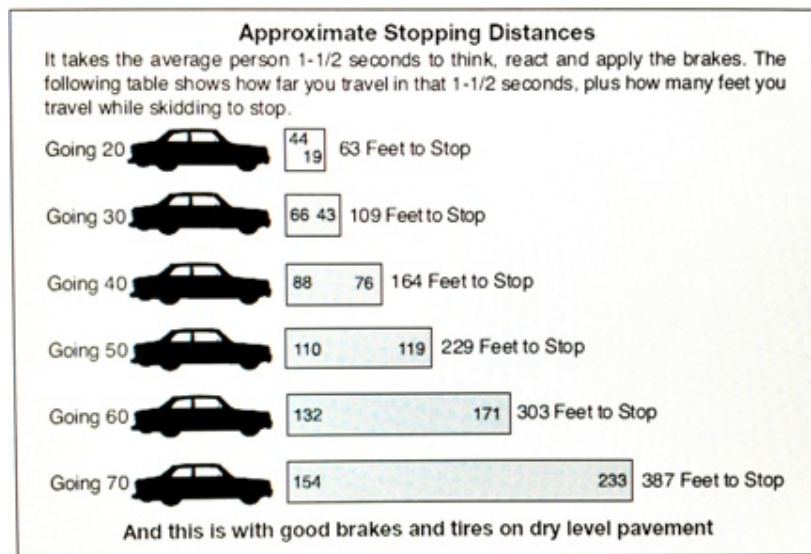 Approximate Stopping Distances
It takes the average person 1-1/2 seconds to think, react and apply the brakes. The
following table shows how far you travel in that 1-1/2 seconds, plus how many feet you
travel while skidding to stop.
Going 20 44 19 63 Feet to Stop
Going 30 66 43 109 Feet to Stop
Going 40 88 76 164 Feet to Stop
Going 50 110 119 229 Feet to Stop
Going 60 132 171 303 Feet to Stop
Going 70 154 233 387 Feet to Stop
And this is with good brakes and tires on dry level pavement